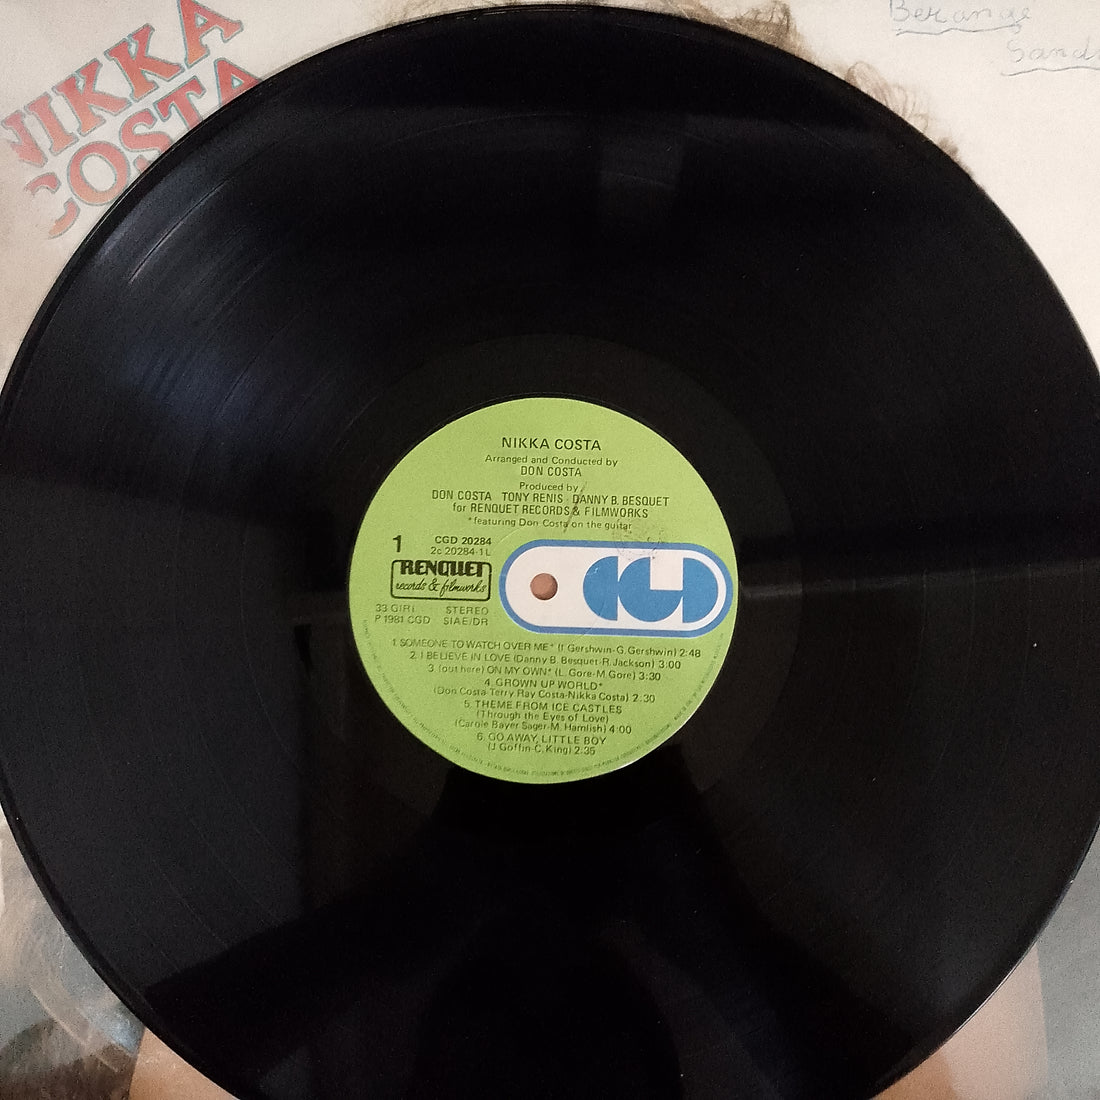 NIKKA
COSTA
Berange
NIKKA COSTA
Arranged and Conducted by
DON COSTA
Produced by
DON COSTA TONY RENIS - DANNY B. BESQUET
for RENQUET RECORDS & FILMWORKS
*featuring Don Costa on the guitar
1
CGD 20284
2c 20284-1L
RENQUET
records & filmworks
33 GIRI STEREO
P 1981 CGD SIAE/DR
CGD
1. SOMEONE TO WATCH OVER ME* (I Gershwin-G. Gershwin) 2:48
2. I BELIEVE IN LOVE (Danny B. Besquet-R. Jackson) 3:00
3. (out here) ON MY OWN* (L. Gore-M Gore) 3:30
4. GROWN UP WORLD*
(Don Costa-Terry Ray Costa-Nikka Costa) 2.30
5. THEME FROM ICE CASTLES
(Through the Eyes of Love)
(Carole Bayer Sager-M. Hamlish) 4:00
6. GO AWAY, LITTLE BOY
(J Goffin-C. King) 2:35